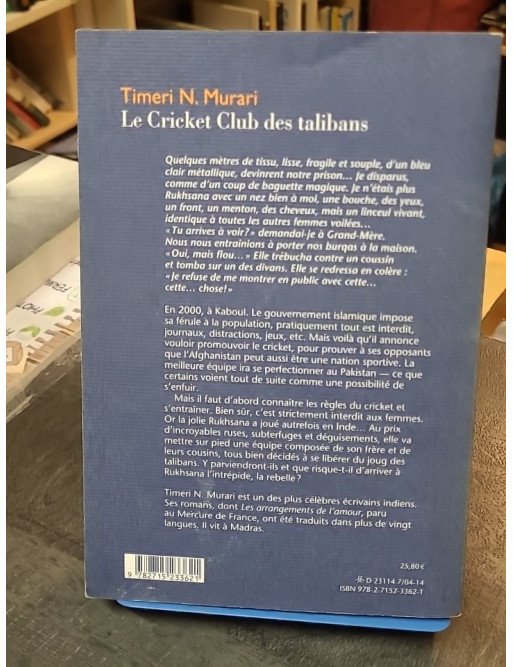 Timeri N. Murari
Le Cricket Club des talibans
Quelques mètres de tissu, lisse, fragile et souple, d'un bleu
clair métallique, devinrent notre prison... Je disparus,
comme d'un coup de baguette magique. Je n'étais plus
Rukhsana avec un nez bien à moi, une bouche, des yeux,
un front, un menton, des cheveux, mais un linceul vivant,
identique à toutes les autres femmes voilées...
« Tu arrives à voir? » demandai-je à Grand-Mère.
Nous nous entraînions à porter nos burqas à la maison.
« Oui, mais flou... » Elle trébucha contre un coussin
et tomba sur un des divans. Elle se redressa en colère :
« Je refuse de me montrer en public avec cette...
cette... chose! »
En 2000, à Kaboul. Le gouvernement islamique impose
sa férule à la population, pratiquement tout est interdit,
journaux, distractions, jeux, etc. Mais voilà qu'il annonce
vouloir promouvoir le cricket, pour prouver à ses opposants
que l'Afghanistan peut aussi être une nation sportive. La
meilleure équipe ira se perfectionner au Pakistan — ce que
certains voient tout de suite comme une possibilité de
s'enfuir.
Mais il faut d'abord connaître les règles du cricket et
s'entraîner. Bien sûr, c'est strictement interdit aux femmes.
Or la jolie Rukhsana a joué autrefois en Inde... Au prix
d'incroyables ruses, subterfuges et déguisements, elle va
mettre sur pied une équipe composée de son frère et de
leurs cousins, tous bien décidés à se libérer du joug des
talibans. Y parviendront-ils et que risque-t-il d'arriver à
Rukhsana l'intrépide, la rebelle ?
Timeri N. Murari est un des plus célèbres écrivains indiens.
Ses romans, dont Les arrangements de l'amour, paru
au Mercure de France, ont été traduits dans plus de vingt
langues. Il vit à Madras.
25,80 €
9 782715 233621
D 23114 7/04-14
ISBN 978-2-7152-3362-1